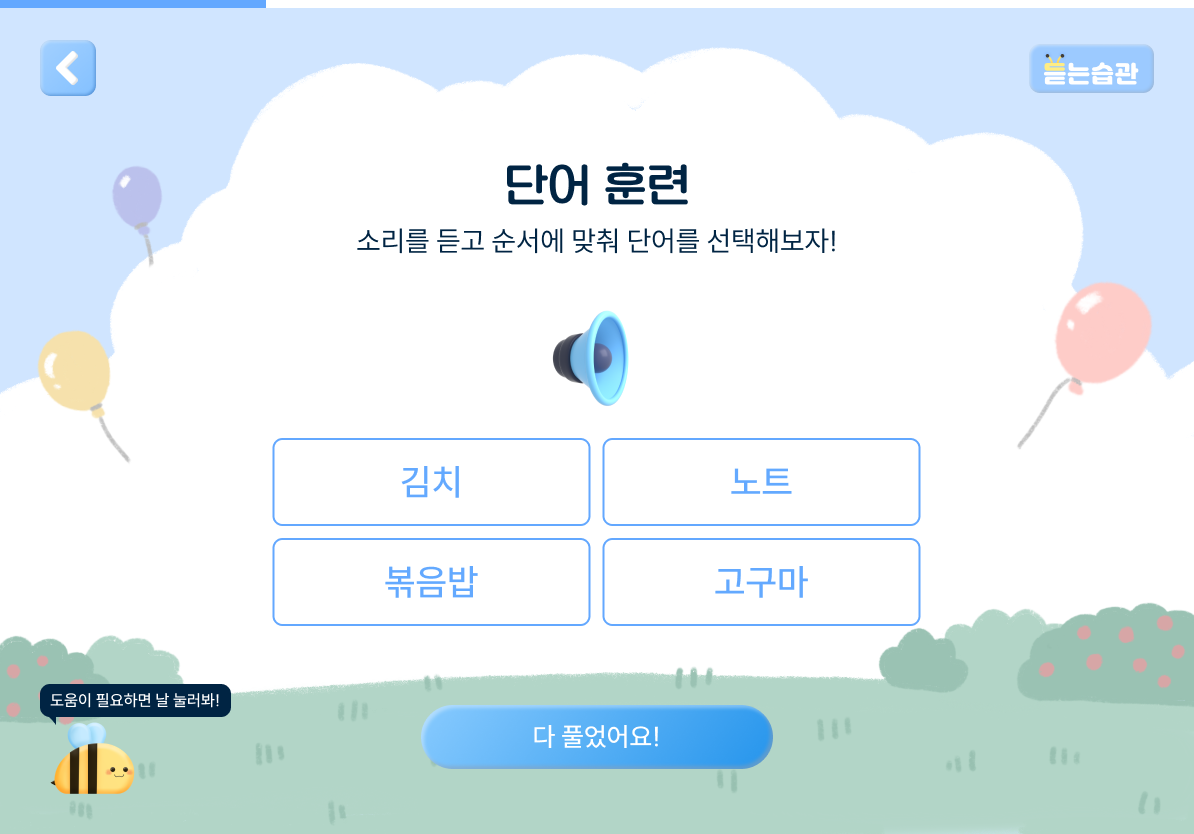 듣는습관
단어 훈련
소리를 듣고 순서에 맞춰 단어를 선택해보자!
김치
노트
볶음밥
고구마
도움이 필요하면 날 눌러봐!
다 풀었어요!